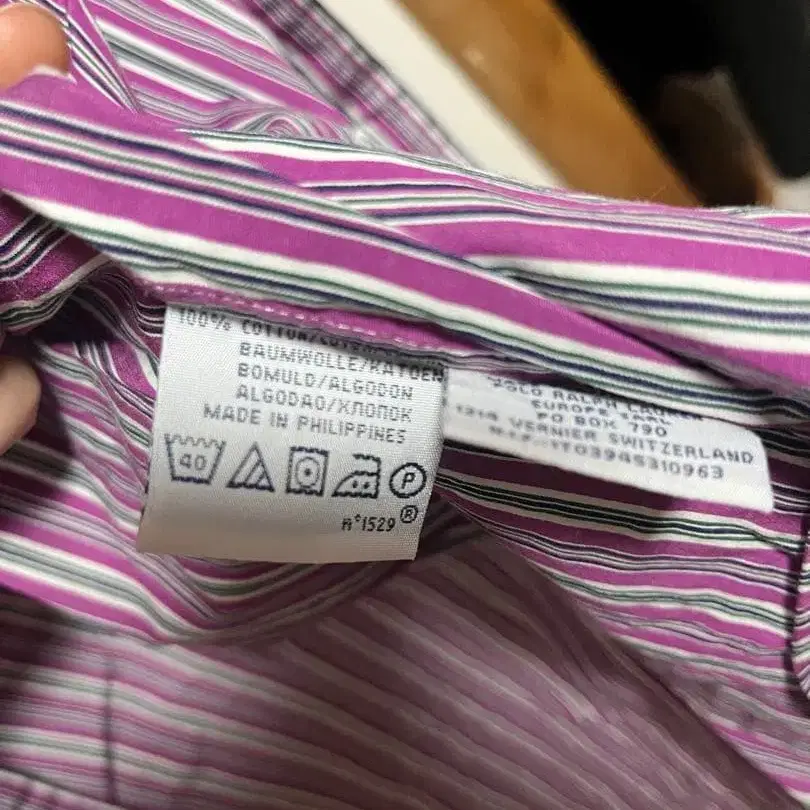 100% COTTON/
BAUMWOLLE/KATOEN
BOMULD/ALGODON
ALGODAO/ХЛОПОК
MADE IN PHILIPPINES
40
P
n°1529®
POLO RALPH LAUREN
EUROPE SARL
PO BOX 790
1214 VERNIER SWITZERLAND
N.I.F.:IT03945310963